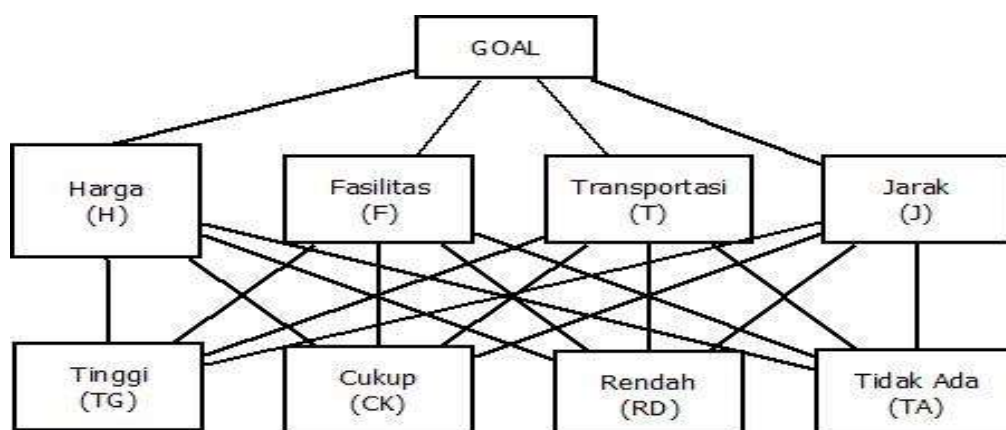 GOAL
Harga
(H)
Fasilitas
(F)
Transportasi
(T)
Jarak
(J)
Tinggi
(TG)
Cukup
(CK)
Rendah
(RD)
Tidak Ada
(TA)